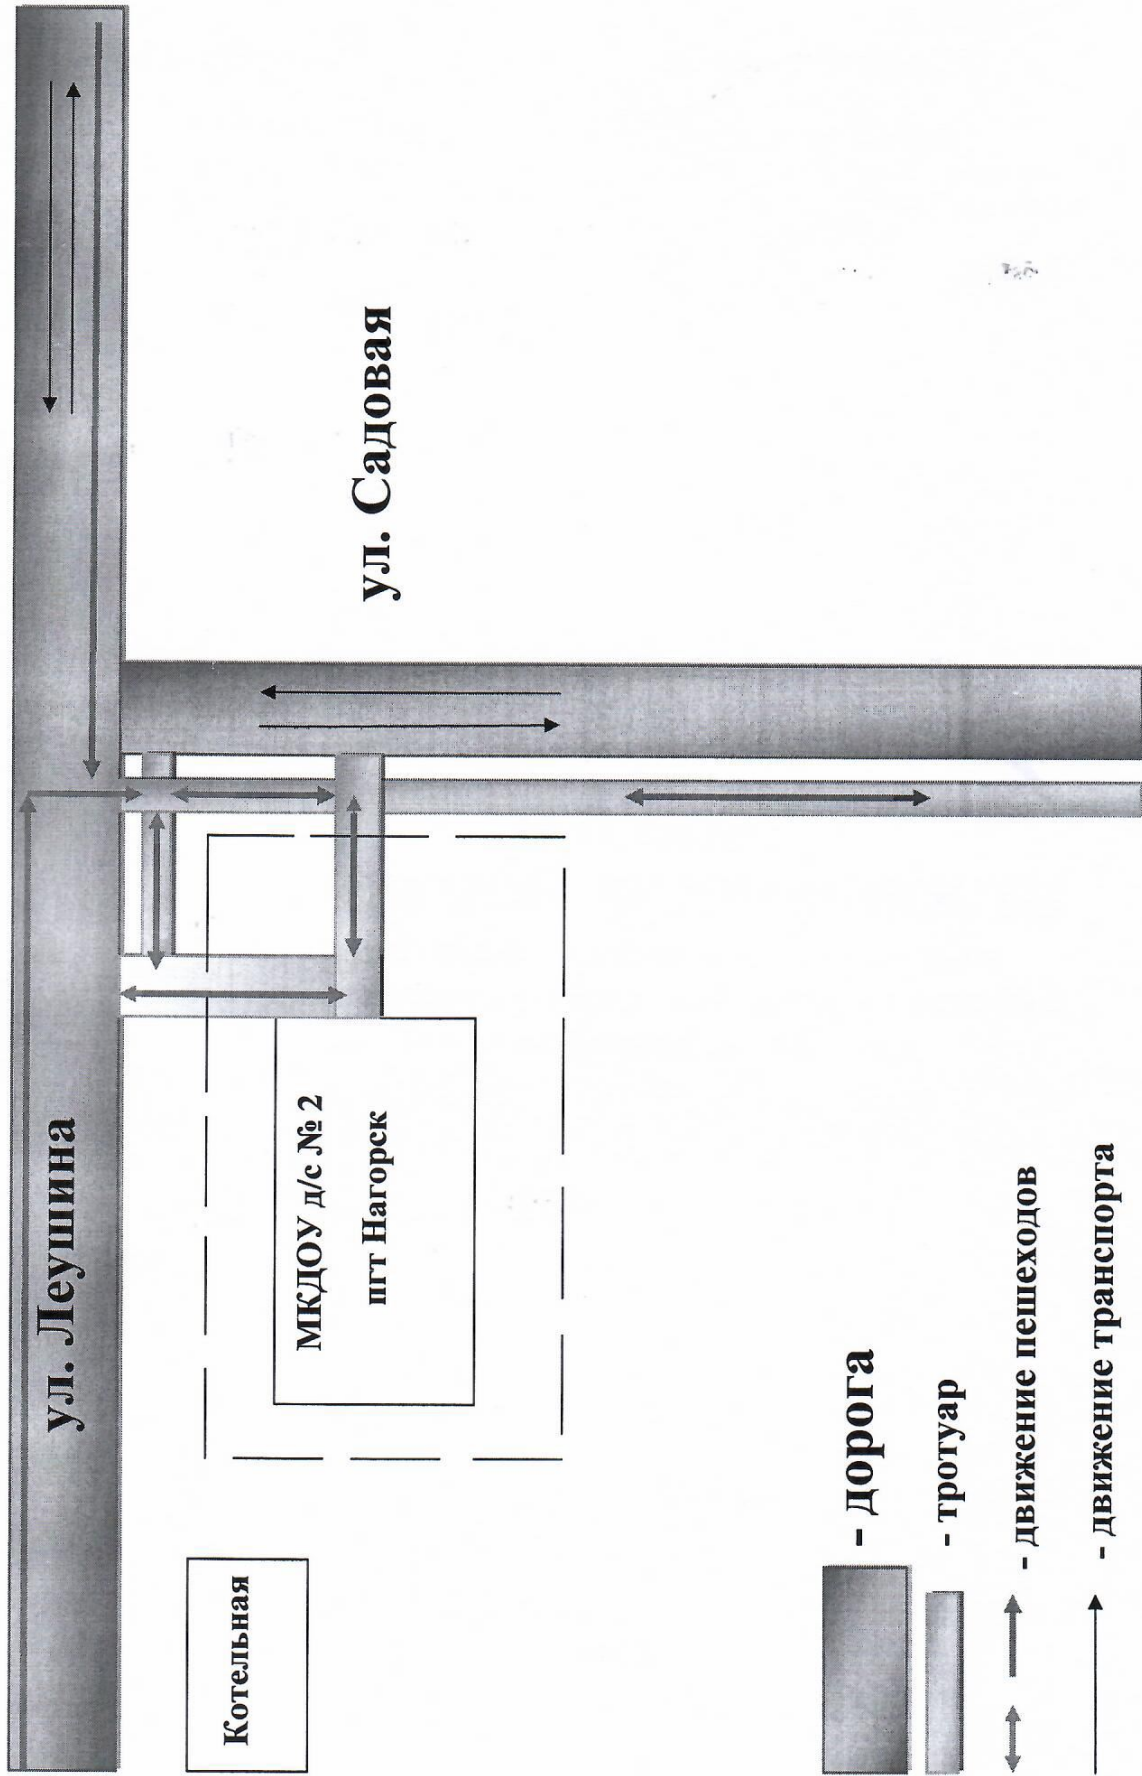 ул. Леушина
ул. Садовая
МКДОУ д/с № 2
пгт Нагорск
Котельная
- дорога
- тротуар
- движение пешеходов
- движение транспорта